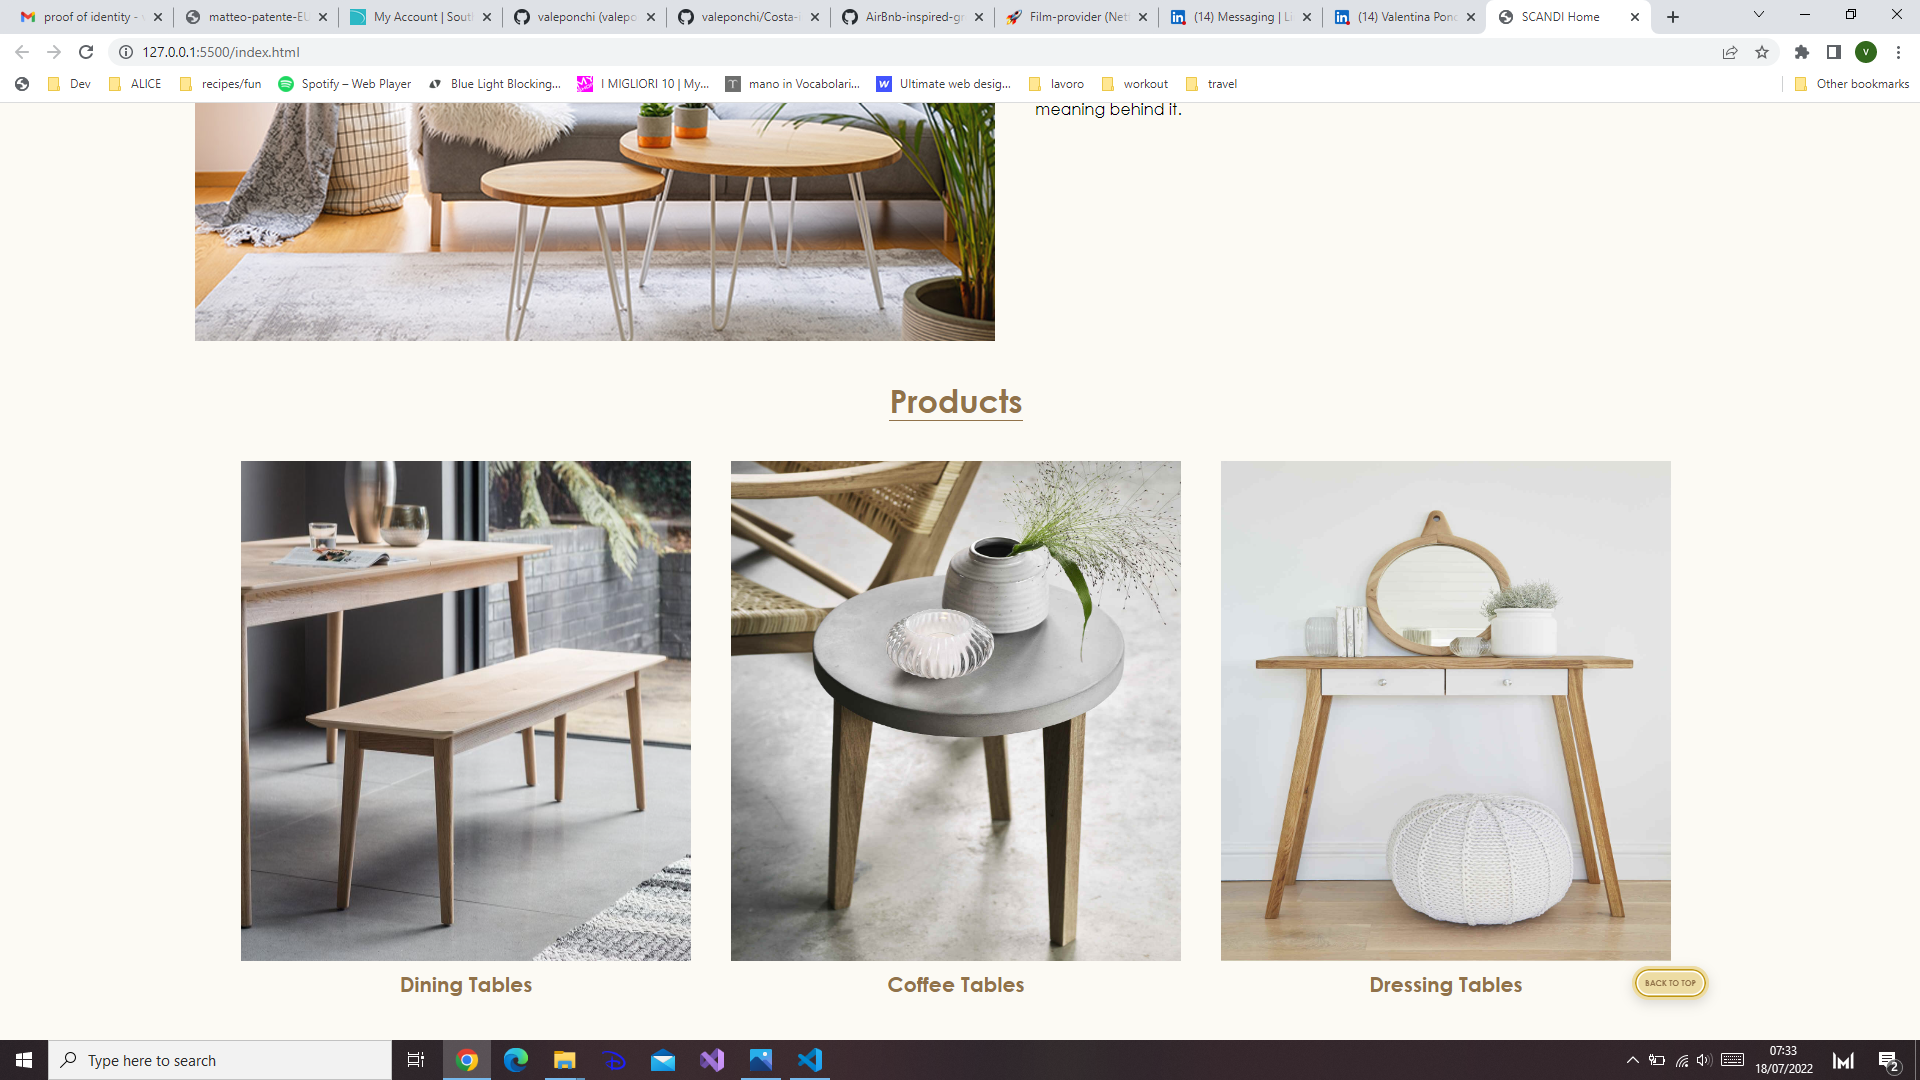 proof of identity -
matteo-patente-EU
My Account | Sout
valeponchi (valepo
valeponchi/Costa-
AirBnb-inspired-gr
Film-provider (Net
(14) Messaging | Li
(14) Valentina Ponc
SCANDI Home
127.0.0.1:5500/index.html
V
Dev
ALICE
recipes/fun
Spotify – Web Player
Blue Light Blocking...
I MIGLIORI 10 | My...
T
mano in Vocabolari...
Ultimate web desig...
lavoro
workout
travel
Other bookmarks
meaning behind it.
Products
Dining Tables
Coffee Tables
Dressing Tables
BACK TO TOP
Type here to search
07:33
18/07/2022
2